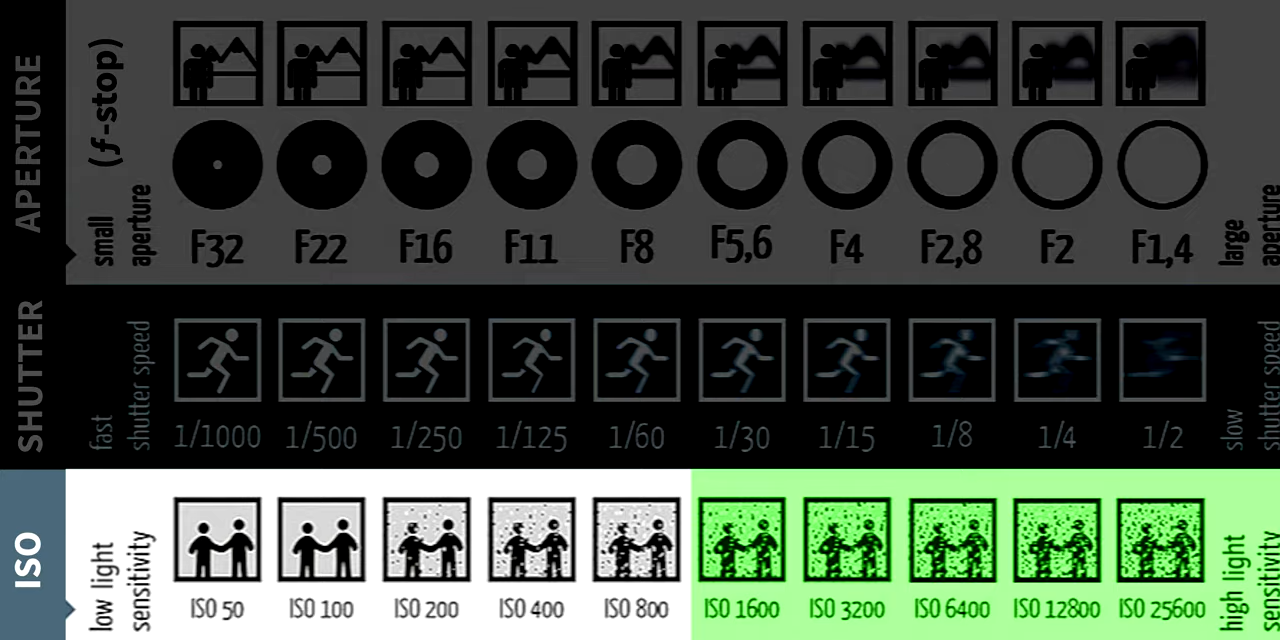 APERTURE
(f-stop)
small
aperture
F32 F22 F16 F11 F8 F5,6 F4 F2,8 F2 F1,4
large
aperture
SHUTTER
fast
shutter speed
1/1000 1/500 1/250 1/125 1/60 1/30 1/15 1/8 1/4 1/2
slow
shutter speed
ISO
low light
sensitivity
ISO 50 ISO 100 ISO 200 ISO 400 ISO 800 ISO 1600 ISO 3200 ISO 6400 ISO 12800 ISO 25600
high light
sensitivity